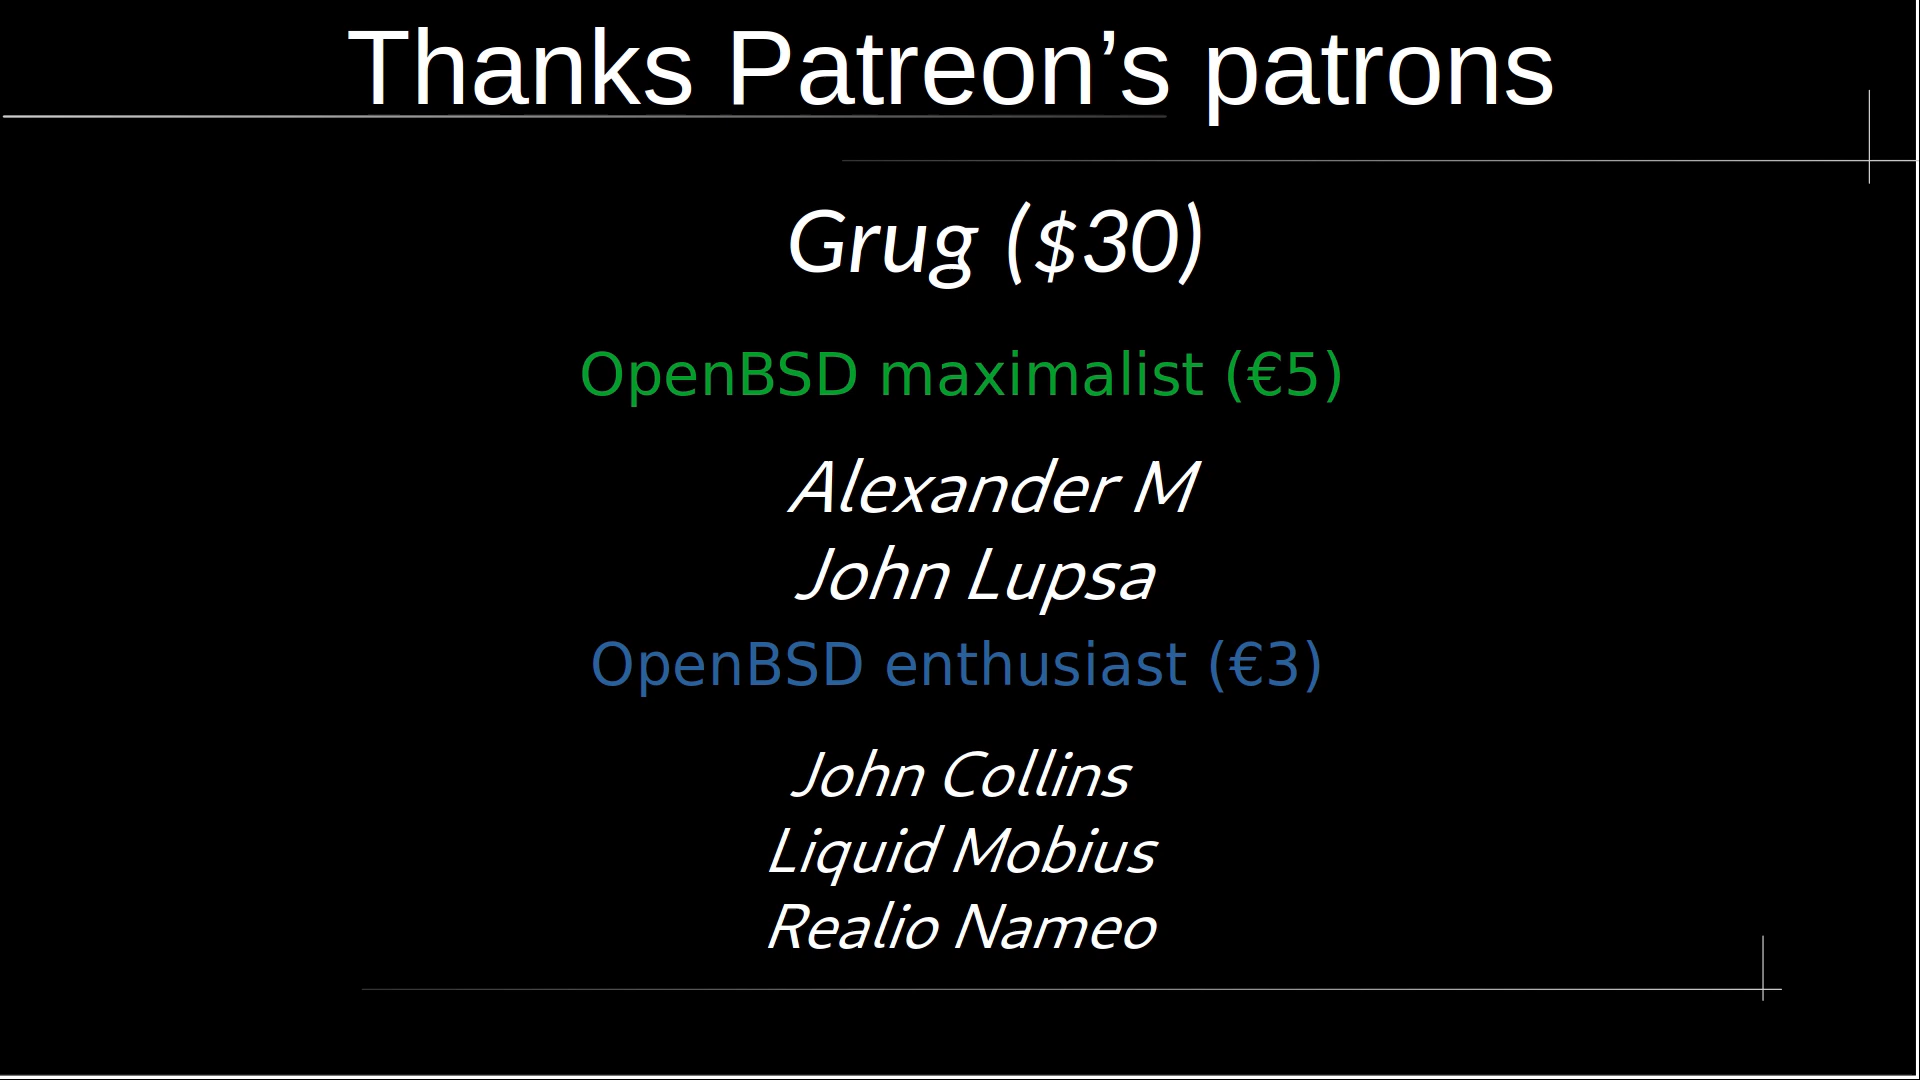 Thanks Patreon’s patrons
Grug ($30)
OpenBSD maximalist (€5)
Alexander M
John Lupsa
OpenBSD enthusiast (€3)
John Collins
Liquid Mobius
Realio Nameo